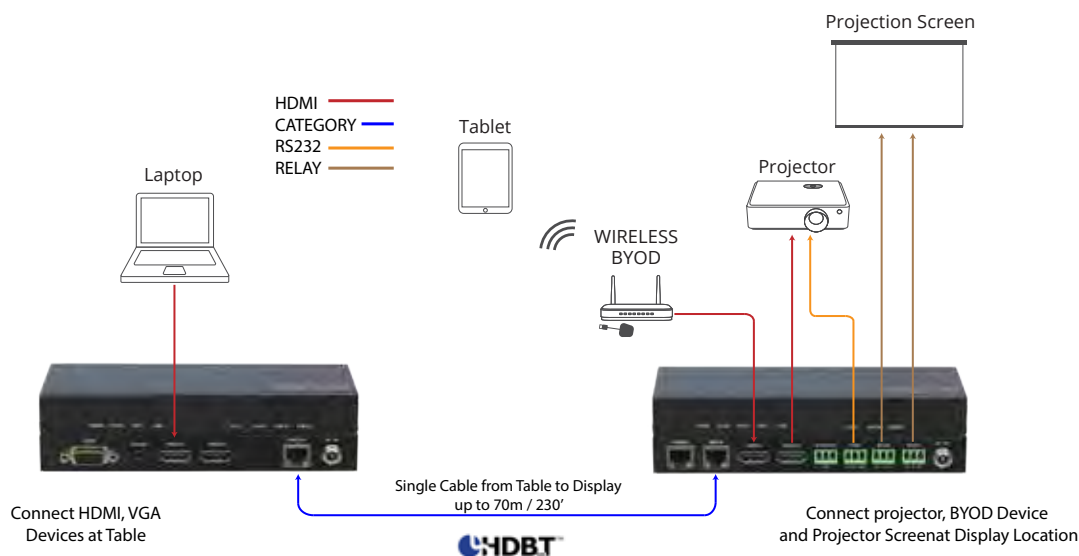 Projection Screen
HDMI
CATEGORY
RS232
RELAY
Tablet
Laptop
Projector
WIRELESS
BYOD
Single Cable from Table to Display
up to 70m / 230’
Connect HDMI, VGA
Devices at Table
Connect projector, BYOD Device
and Projector Screenat Display Location
HDBT